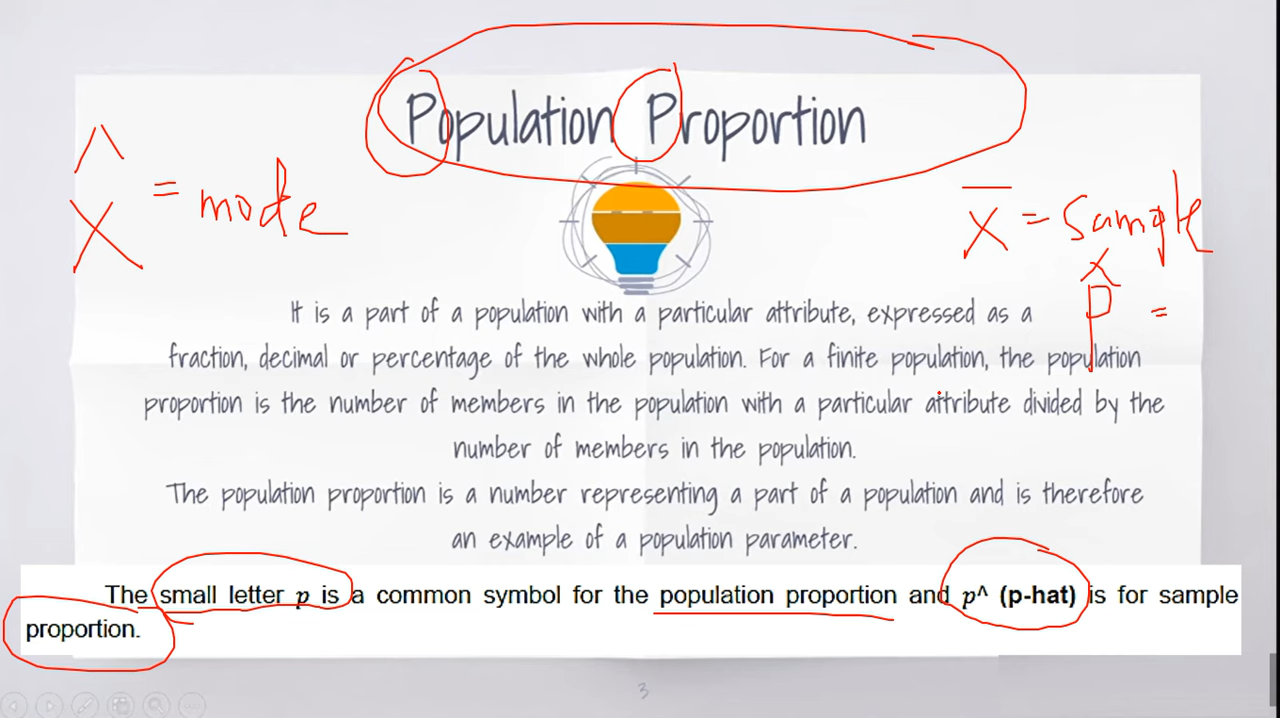 Population Proportion
^
X = mode
x̄ = sample
^
p =
It is a part of a population with a particular attribute, expressed as a
fraction, decimal or percentage of the whole population. For a finite population, the population
proportion is the number of members in the population with a particular attribute divided by the
number of members in the population.
The population proportion is a number representing a part of a population and is therefore
an example of a population parameter.
The small letter p is a common symbol for the population proportion and p^ (p-hat) is for sample
proportion.
3